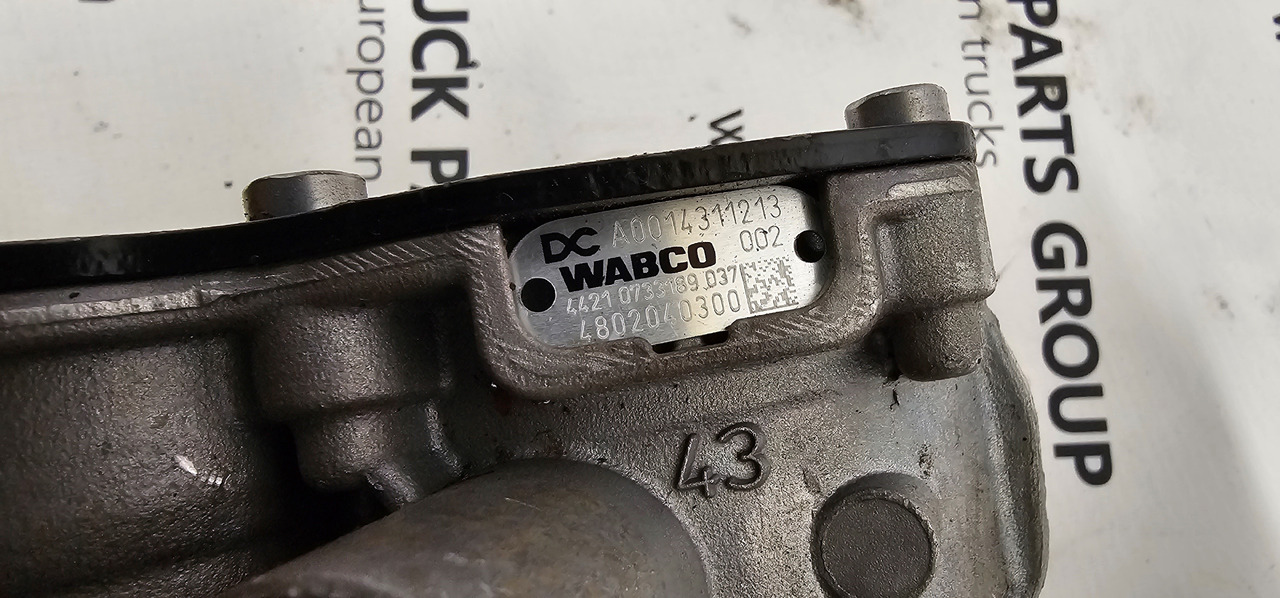 DC A0014311213
WABCO 002
4421 0733189 037
4802040300
43
UCK P
uropean
PARTS GROUP
n trucks
w